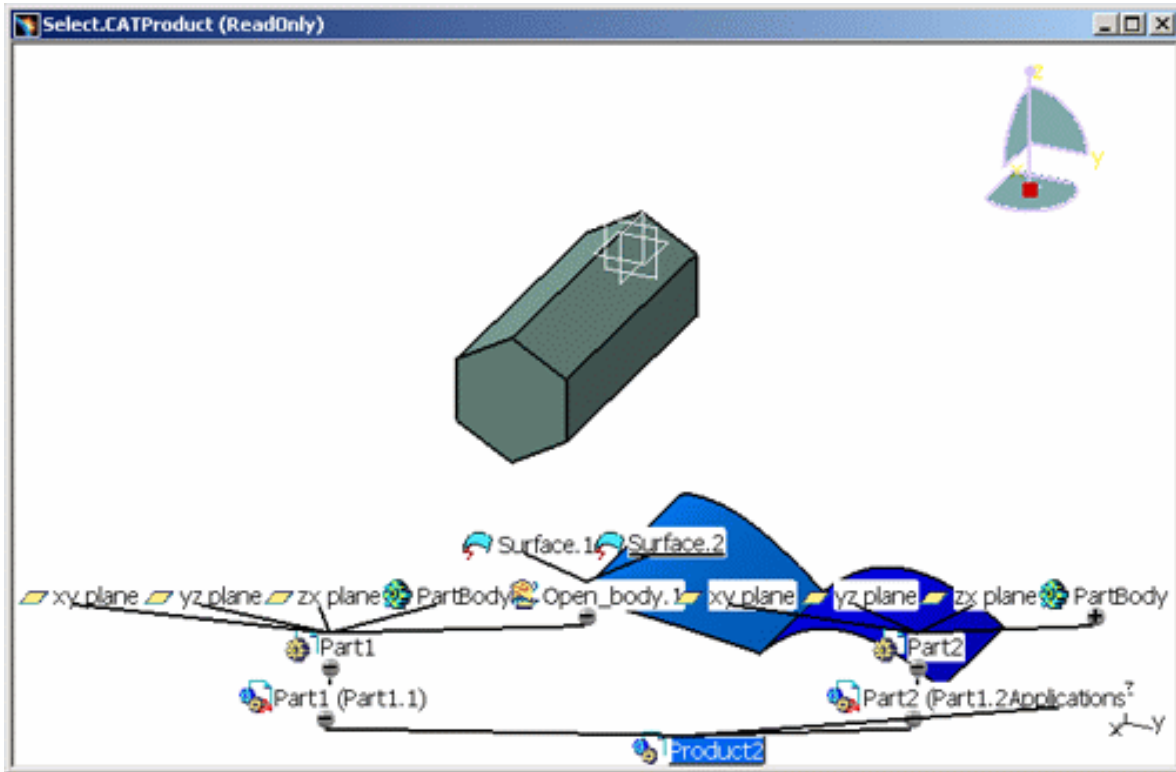 Select.CATProduct (ReadOnly)
z
y
x
Surface.1 Surface.2
xy plane yz plane zx plane PartBody Open_body.1 xy plane yz plane zx plane PartBody
Part1 Part2
Part1 (Part1.1) Part2 (Part1.2Applications
z
x y
Product2